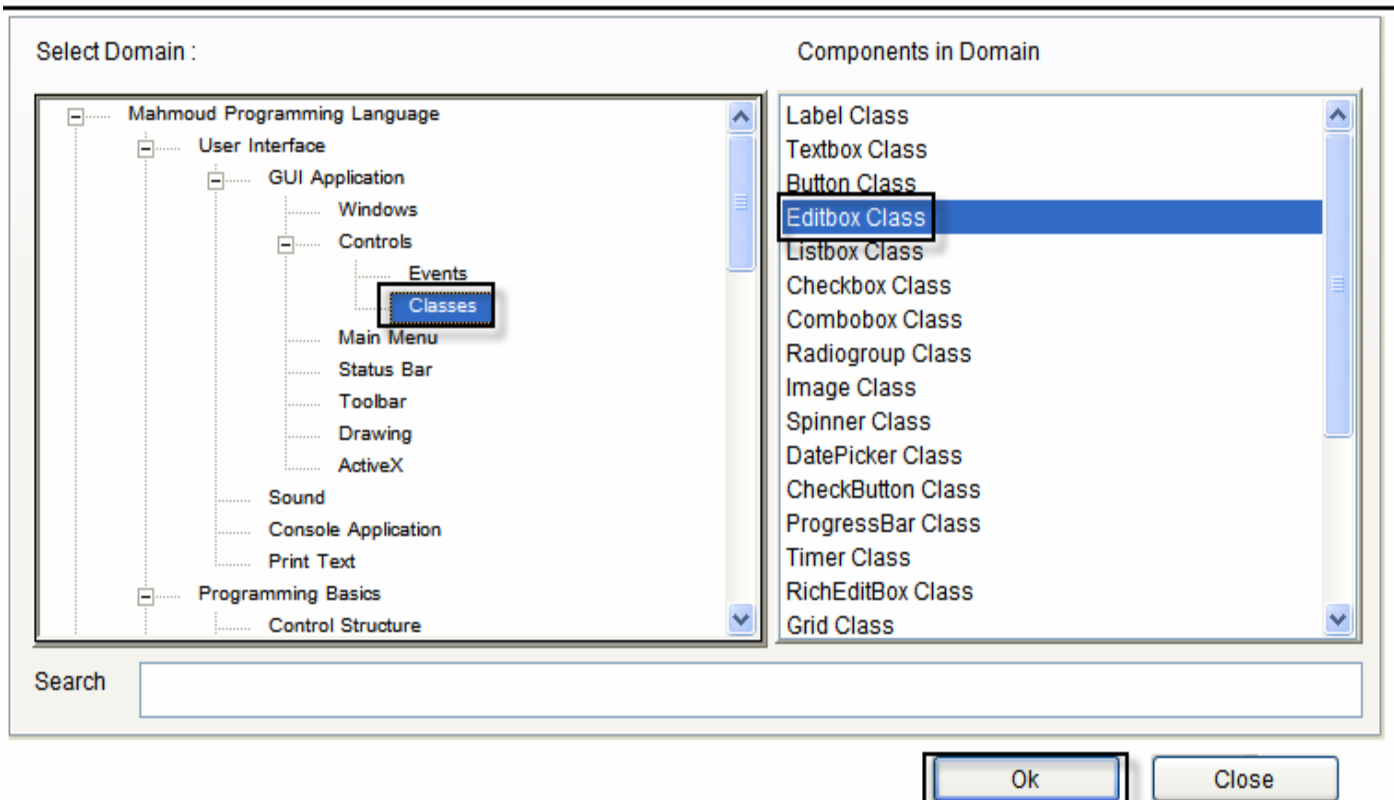 Select Domain :
Mahmoud Programming Language
User Interface
GUI Application
Windows
Controls
Events
Classes
Main Menu
Status Bar
Toolbar
Drawing
ActiveX
Sound
Console Application
Print Text
Programming Basics
Control Structure
Components in Domain
Label Class
Textbox Class
Button Class
Editbox Class
Listbox Class
Checkbox Class
Combobox Class
Radiogroup Class
Image Class
Spinner Class
DatePicker Class
CheckButton Class
ProgressBar Class
Timer Class
RichEditBox Class
Grid Class
Search
Ok
Close